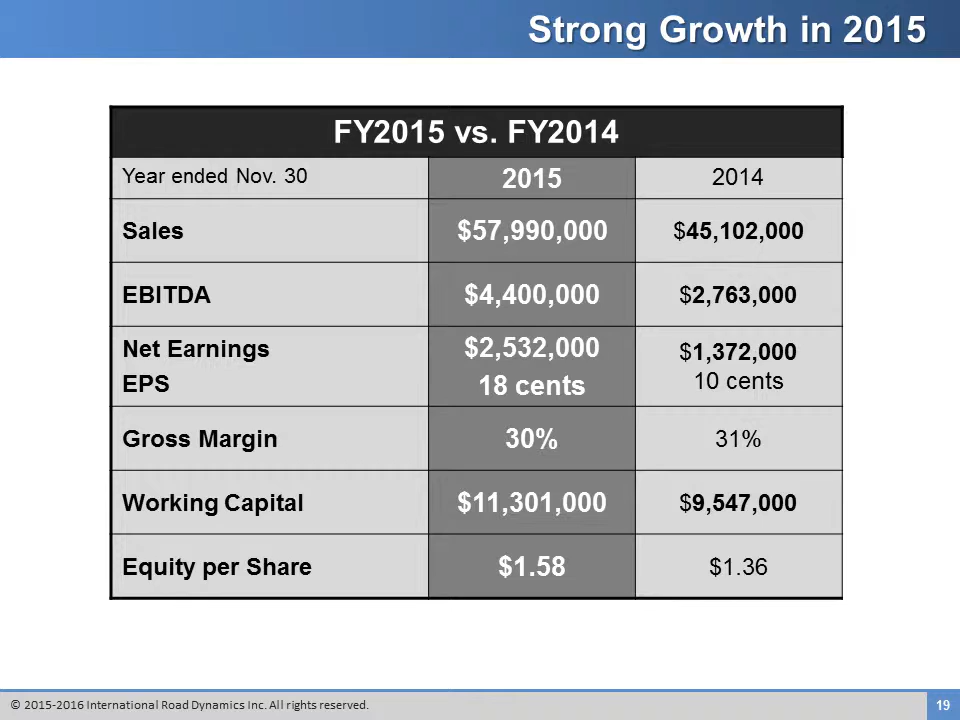 Strong Growth in 2015
FY2015 vs. FY2014
Year ended Nov. 30 2015 2014
Sales $57,990,000 $45,102,000
EBITDA $4,400,000 $2,763,000
Net Earnings $2,532,000 $1,372,000
EPS 18 cents 10 cents
Gross Margin 30% 31%
Working Capital $11,301,000 $9,547,000
Equity per Share $1.58 $1.36
© 2015-2016 International Road Dynamics Inc. All rights reserved. 19